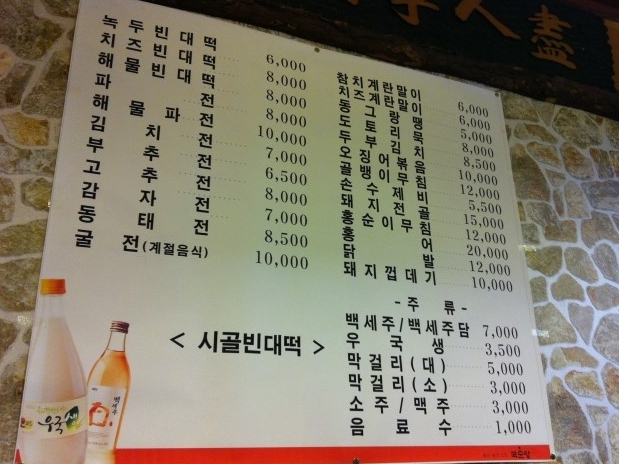 人 盡
녹두빈대떡 6,000
치즈빈대떡 8,000
해물빈대떡 8,000
파전 8,000
해물파전 10,000
김치전 7,000
부추전 6,500
고추전 8,000
감자전 7,000
동태전 8,500
굴전(계절음식) 10,000
참치계란말이 6,000
치즈계란말이 6,000
동그랑땡 5,000
도토리묵 8,000
두부김치 8,500
오징어볶음 10,000
골뱅이무침 12,000
손수제비 5,500
돼지전골 15,000
홍순이무침 12,000
홍어 20,000
닭발 12,000
돼지껍데기 10,000
- 주 류 -
백세주/백세주담 7,000
우국생 3,500
막걸리(대) 5,000
막걸리(소) 3,000
소주/맥주 3,000
음료수 1,000
< 시골빈대떡 >
우국생
백세주